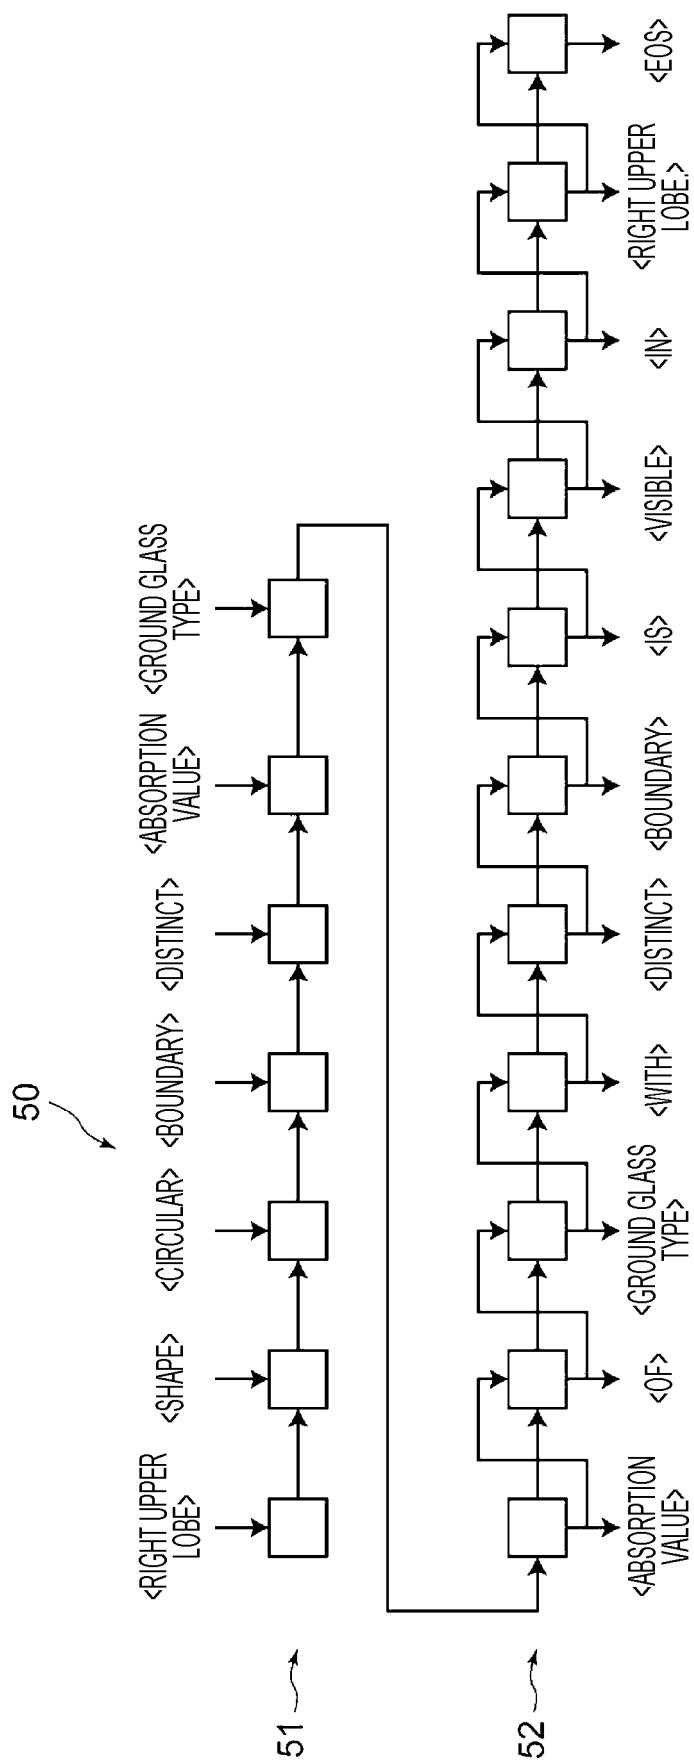 50
51
<RIGHT UPPER
LOBE>
<SHAPE>
<CIRCULAR>
<BOUNDARY>
<DISTINCT>
<ABSORPTION
VALUE>
<GROUND GLASS
TYPE>
52
<ABSORPTION
VALUE>
<OF>
<GROUND GLASS
TYPE>
<WITH>
<DISTINCT>
<BOUNDARY>
<IS>
<VISIBLE>
<IN>
<RIGHT UPPER
LOBE.>
<EOS>